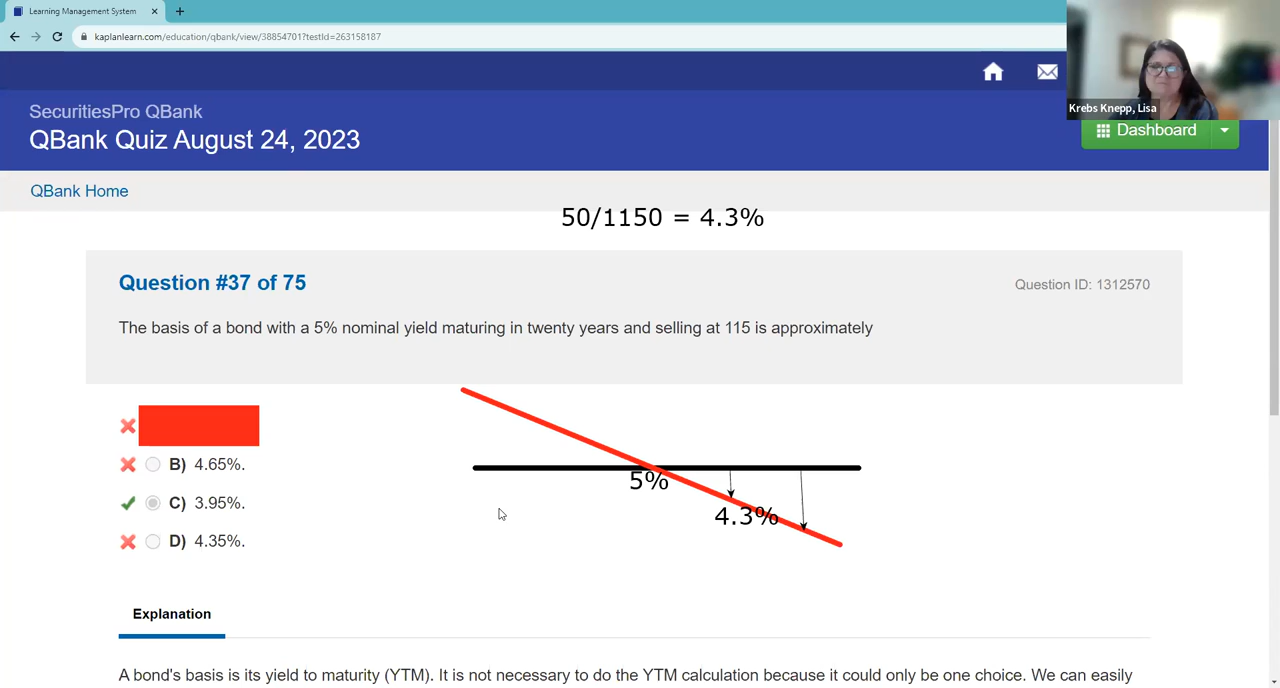 Learning Management System
kaplanlearn.com/education/qbank/view/38854701?testId=263158187
Krebs Knepp, Lisa
SecuritiesPro QBank
QBank Quiz August 24, 2023
Dashboard
QBank Home
50/1150 = 4.3%
Question #37 of 75
Question ID: 1312570
The basis of a bond with a 5% nominal yield maturing in twenty years and selling at 115 is approximately
B) 4.65%.
5%
C) 3.95%.
4.3%
D) 4.35%.
Explanation
A bond's basis is its yield to maturity (YTM). It is not necessary to do the YTM calculation because it could only be one choice. We can easily